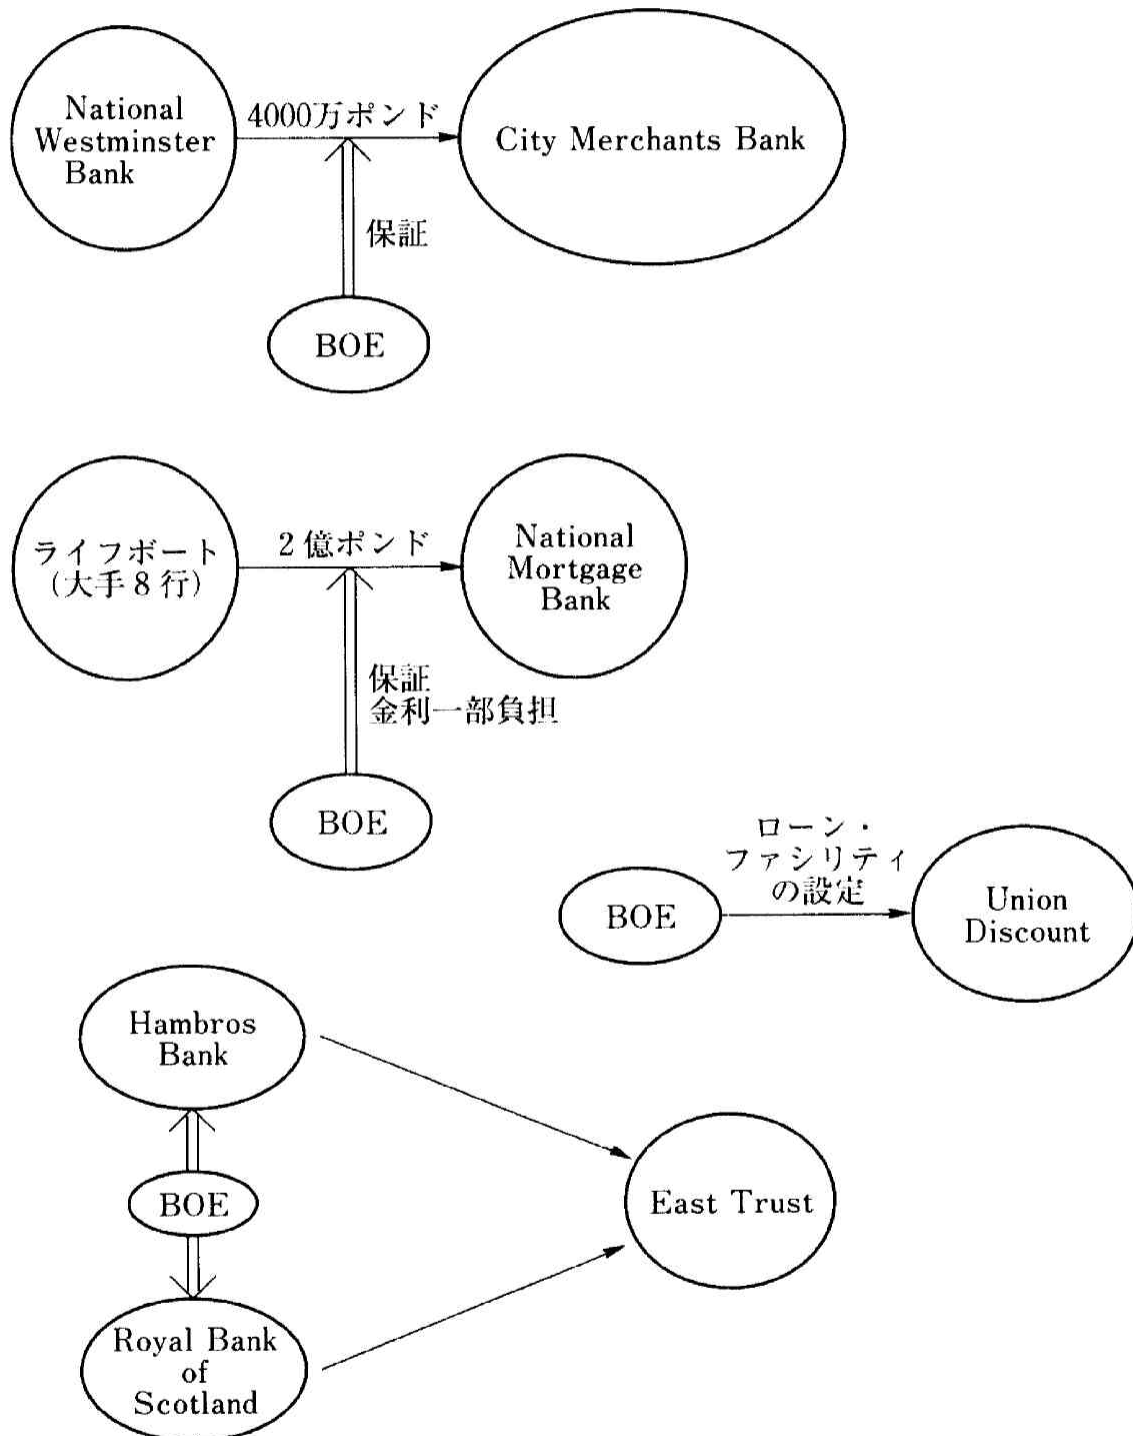 National
Westminster
Bank
4000万ポンド
City Merchants Bank
保証
BOE
ライフボート
(大手8行)
2億ポンド
National
Mortgage
Bank
保証
金利一部負担
BOE
ローン・
ファシリティ
の設定
BOE
Union
Discount
Hambros
Bank
BOE
East Trust
Royal Bank
of
Scotland